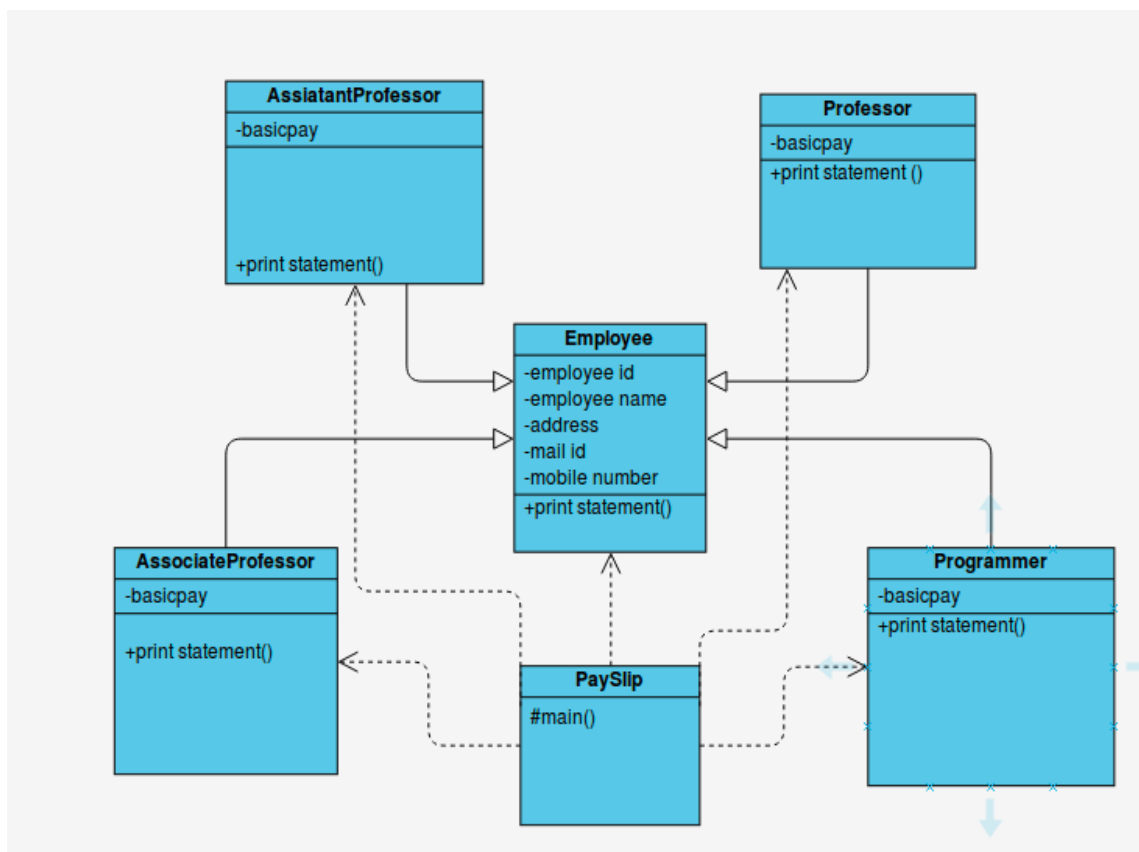 AssiatantProfessor
-basicpay
+print statement()
Professor
-basicpay
+print statement ()
Employee
-employee id
-employee name
-address
-mail id
-mobile number
+print statement()
AssociateProfessor
-basicpay
+print statement()
PaySlip
#main()
Programmer
-basicpay
+print statement()